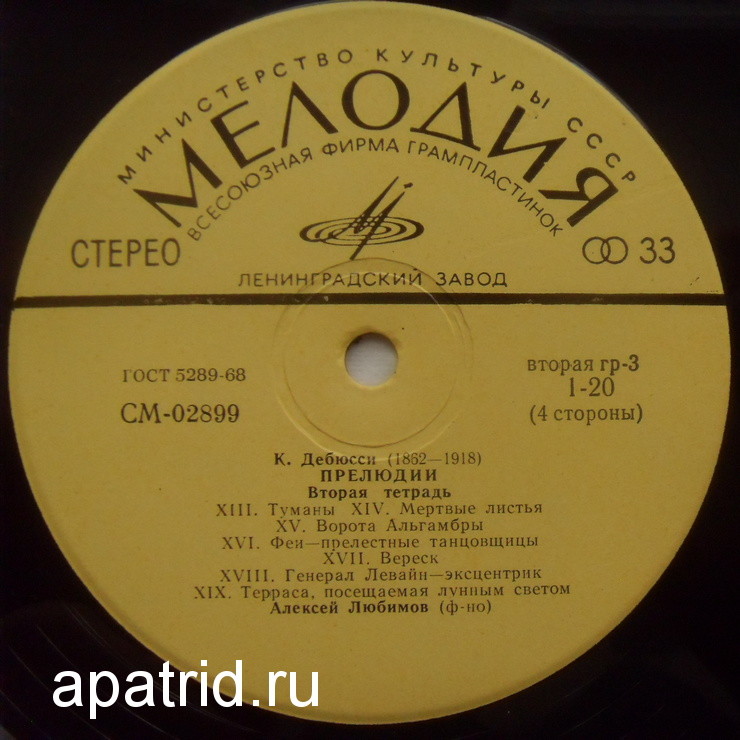 МИНИСТЕРСТВО КУЛЬТУРЫ СССР
МЕЛОДИЯ
ВСЕСОЮЗНАЯ ФИРМА ГРАМПЛАСТИНОК
СТЕРЕО
33
ЛЕНИНГРАДСКИЙ ЗАВОД
ГОСТ 5289-68
СМ-02899
вторая гр-3
1-20
(4 стороны)
К. Дебюсси (1862—1918)
ПРЕЛЮДИИ
Вторая тетрадь
XIII. Туманы XIV. Мертвые листья
XV. Ворота Альгамбры
XVI. Феи—прелестные танцовщицы
XVII. Вереск
XVIII. Генерал Левайн—эксцентрик
XIX. Терраса, посещаемая лунным светом
Алексей Любимов (ф-но)
apatrid.ru